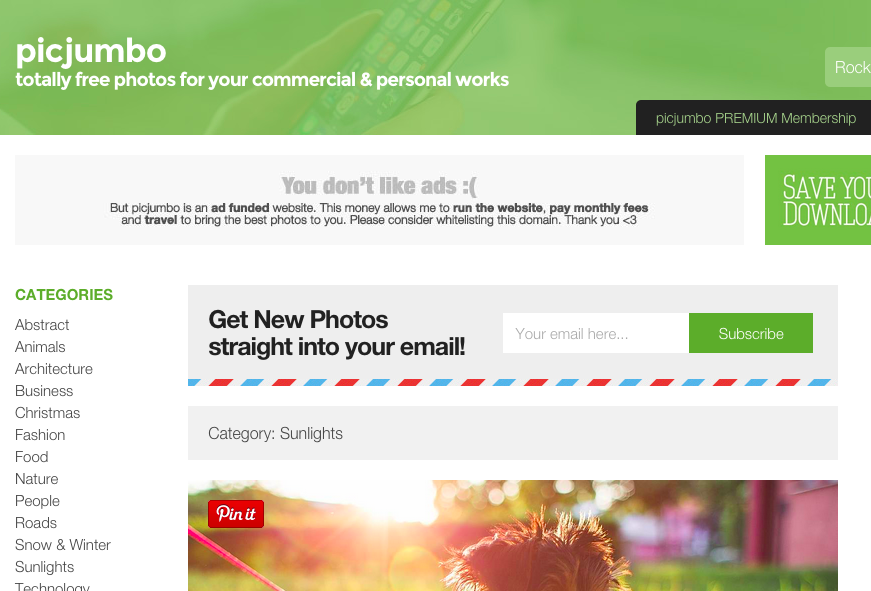 picjumbo
totally free photos for your commercial & personal works
Rock
picjumbo PREMIUM Membership
You don't like ads :(
But picjumbo is an ad funded website. This money allows me to run the website, pay monthly fees
and travel to bring the best photos to you. Please consider whitelisting this domain. Thank you <3
SAVE YOU
DOWNLOA
CATEGORIES
Abstract
Animals
Architecture
Business
Christmas
Fashion
Food
Nature
People
Roads
Snow & Winter
Sunlights
Technology
Get New Photos
straight into your email!
Your email here...
Subscribe
Category: Sunlights
Pin it